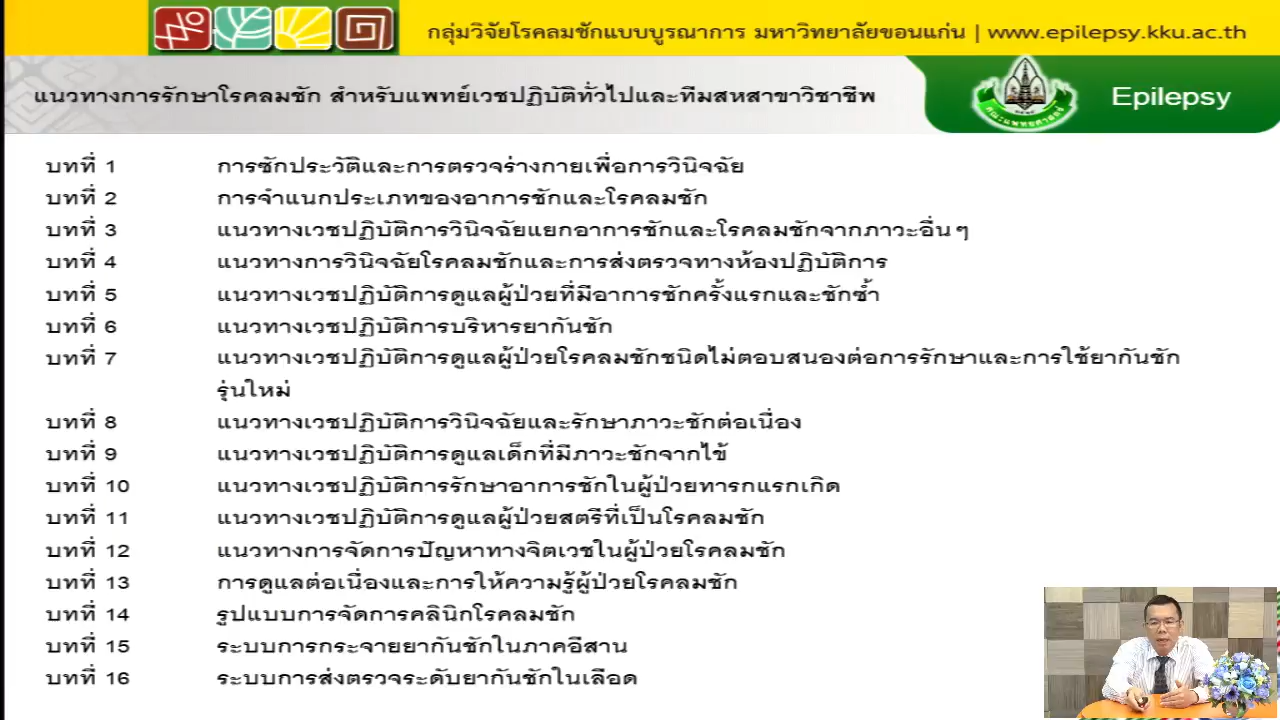 กลุ่มวิจัยโรคลมชักแบบบูรณาการ มหาวิทยาลัยขอนแก่น | www.epilepsy.kku.ac.th
แนวทางการรักษาโรคลมชัก สำหรับแพทย์เวชปฏิบัติทั่วไปและทีมสหสาขาวิชาชีพ
คณะแพทยศาสตร์
Epilepsy
บทที่ 1 การซักประวัติและการตรวจร่างกายเพื่อการวินิจฉัย
บทที่ 2 การจำแนกประเภทของอาการชักและโรคลมชัก
บทที่ 3 แนวทางเวชปฏิบัติการวินิจฉัยแยกอาการชักและโรคลมชักจากภาวะอื่น ๆ
บทที่ 4 แนวทางการวินิจฉัยโรคลมชักและการส่งตรวจทางห้องปฏิบัติการ
บทที่ 5 แนวทางเวชปฏิบัติการดูแลผู้ป่วยที่มีอาการชักครั้งแรกและชักซ้ำ
บทที่ 6 แนวทางเวชปฏิบัติการบริหารยากันชัก
บทที่ 7 แนวทางเวชปฏิบัติการดูแลผู้ป่วยโรคลมชักชนิดไม่ตอบสนองต่อการรักษาและการใช้ยากันชัก
รุ่นใหม่
บทที่ 8 แนวทางเวชปฏิบัติการวินิจฉัยและรักษาภาวะชักต่อเนื่อง
บทที่ 9 แนวทางเวชปฏิบัติการดูแลเด็กที่มีภาวะชักจากไข้
บทที่ 10 แนวทางเวชปฏิบัติการรักษาอาการชักในผู้ป่วยทารกแรกเกิด
บทที่ 11 แนวทางเวชปฏิบัติการดูแลผู้ป่วยสตรีที่เป็นโรคลมชัก
บทที่ 12 แนวทางการจัดการปัญหาทางจิตเวชในผู้ป่วยโรคลมชัก
บทที่ 13 การดูแลต่อเนื่องและการให้ความรู้ผู้ป่วยโรคลมชัก
บทที่ 14 รูปแบบการจัดการคลินิกโรคลมชัก
บทที่ 15 ระบบการกระจายยากันชักในภาคอีสาน
บทที่ 16 ระบบการส่งตรวจระดับยากันชักในเลือด